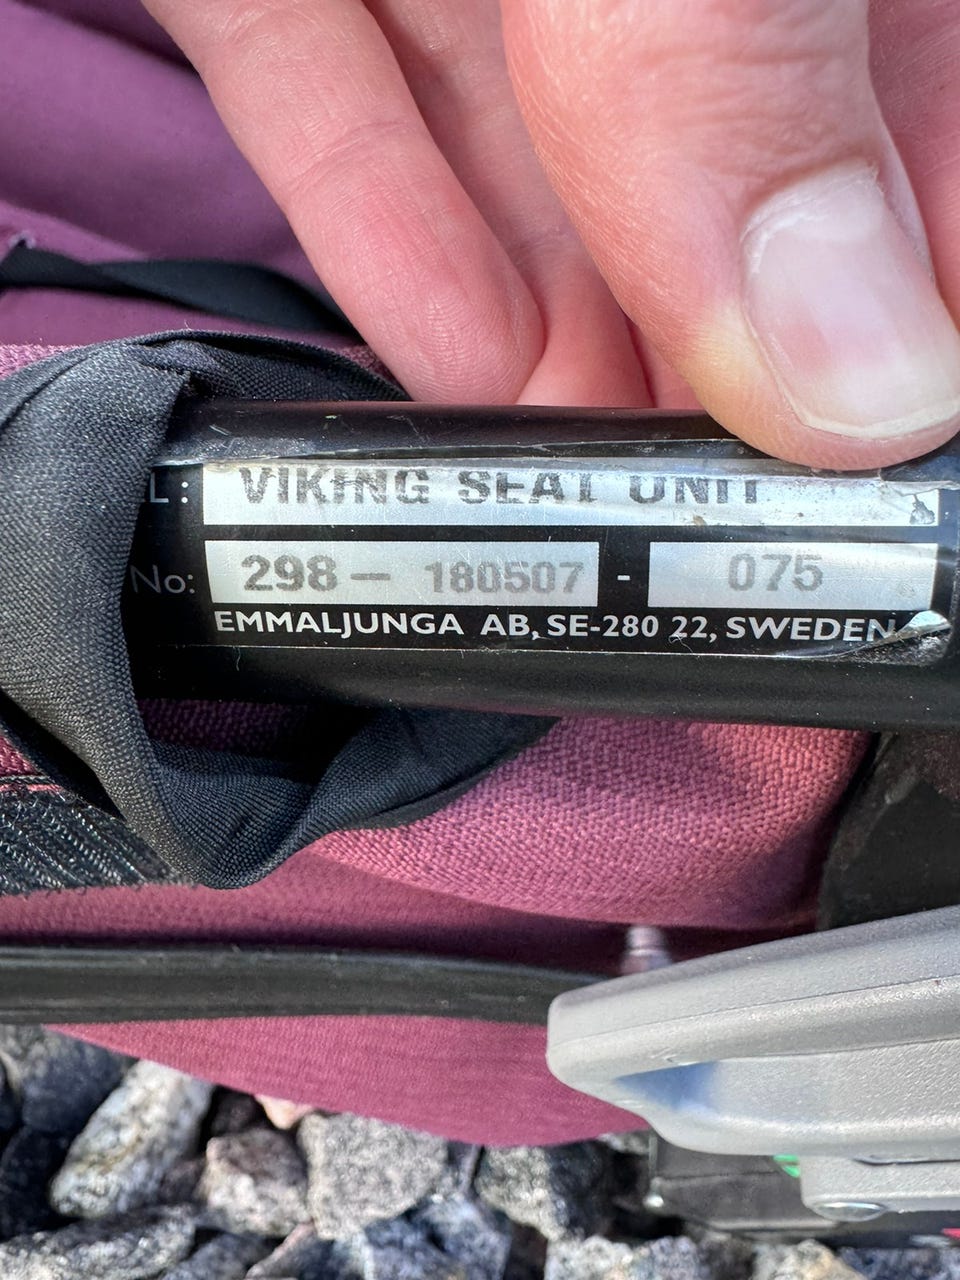 L: VIKING SEAT UNIT
No: 298- 180507 - 075
EMMALJUNGA AB, SE-280 22, SWEDEN